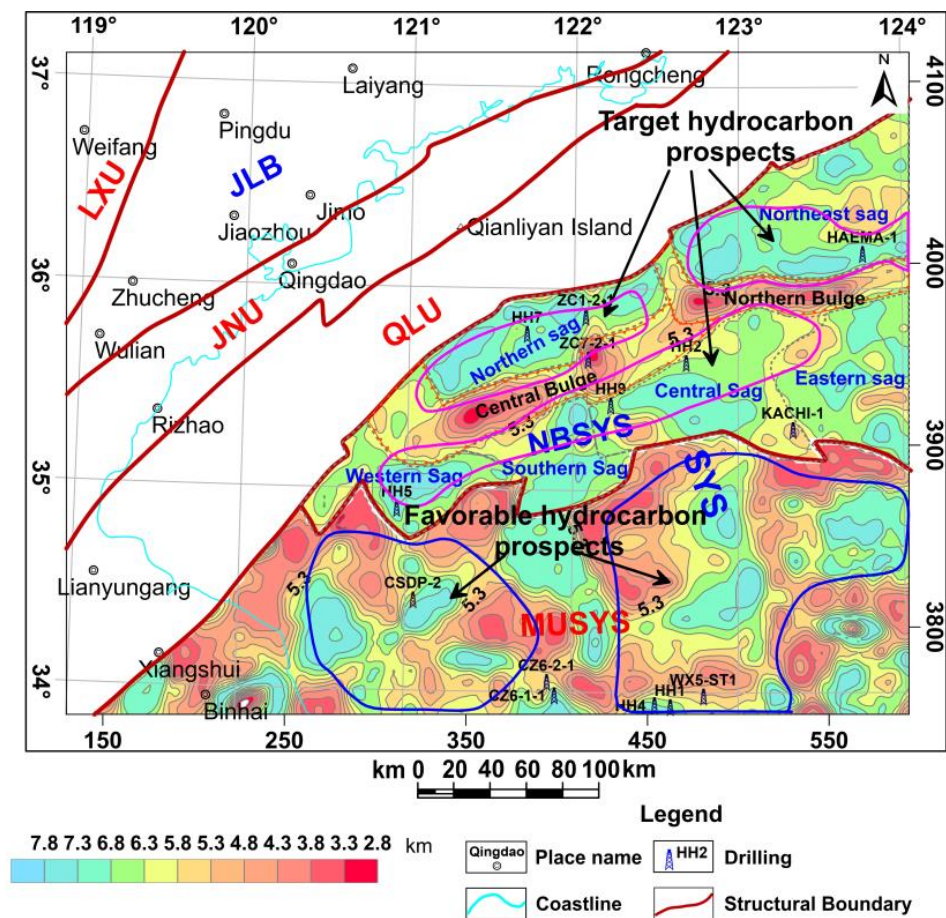 119° 120° 121° 122° 123° 124°
37°
36°
35°
34°
4100
4000
3900
3800
150 200 250 300 350 400 450 500 550
N
Rongcheng
Laiyang
Pingdu
Weifang
LXU
JLB
Target hydrocarbon
prospects
Jimo
Jiaozhou
Qianliyan Island
Northeast sag
HAEMA-1
Qingdao
Zhucheng
JNU
QLU
5.3
Northern Bulge
ZC1-2-1
HH7
Northern sag
Wulian
ZC7-2-1
5.3
HH2
Central Bulge
Central Sag
Eastern sag
HH9
Rizhao
5.3
NBSYS
KACHI-1
Western Sag
Southern Sag
SYS
HH5
Favorable hydrocarbon
prospects
Lianyungang
5.3
CSDP-2
5.3
5.3
MUSYS
Xiangshui
CZ6-2-1
CZ6-1-1
WX5-ST1
HH1
HH4
Binhai
km 0 20 40 60 80 100 km
Legend
7.8 7.3 6.8 6.3 5.8 5.3 4.8 4.3 3.8 3.3 2.8 km
Qingdao Place name
HH2 Drilling
Coastline
Structural Boundary